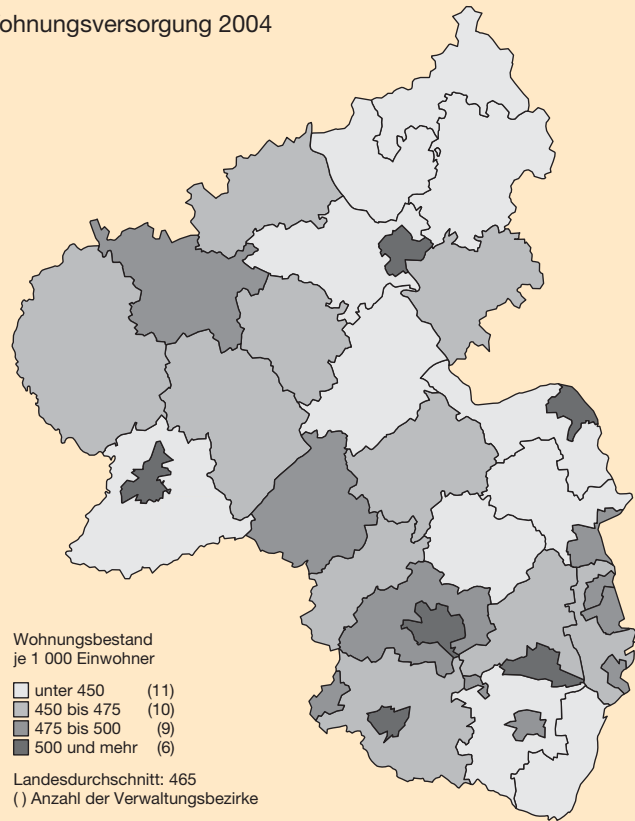 ohnungsversorgung 2004
Wohnungsbestand
je 1 000 Einwohner
unter 450 (11)
450 bis 475 (10)
475 bis 500 (9)
500 und mehr (6)
Landesdurchschnitt: 465
( ) Anzahl der Verwaltungsbezirke